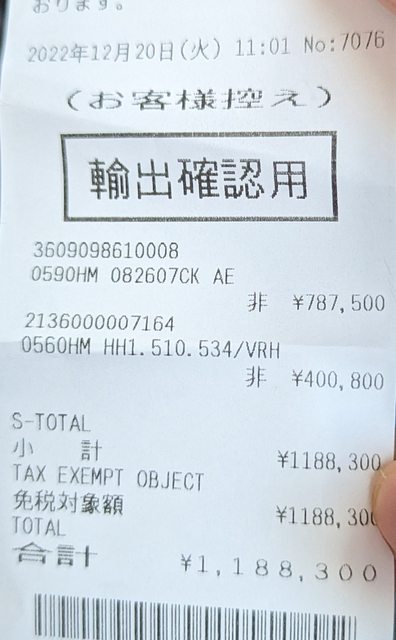 おります。
2022年12月20日(火) 11:01 No:7076
(お客様控え)
輸出確認用
3609098610008
0590HM 082607CK AE
非 ¥787,500
2136000007164
0560HM HH1.510.534/VRH
非 ¥400,800
S-TOTAL
小 計 ¥1188,300
TAX EXEMPT OBJECT
免税対象額 ¥1188,300
TOTAL
合計 ¥1,188,300